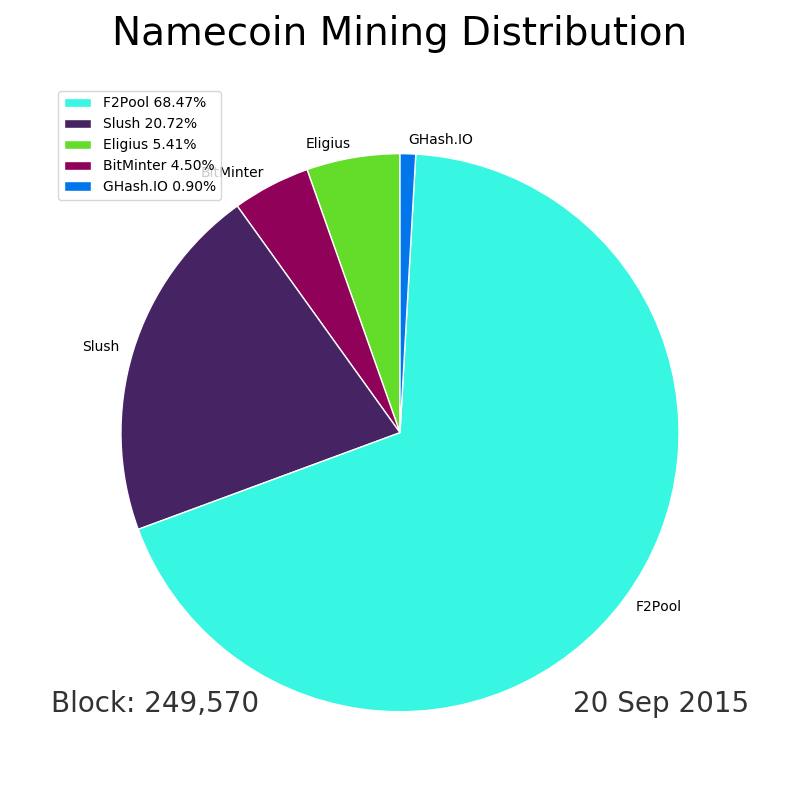 Namecoin Mining Distribution
F2Pool 68.47%
Slush 20.72%
Eligius 5.41%
BitMinter 4.50%
GHash.IO 0.90%
GHash.IO
Eligius
BitMinter
Slush
F2Pool
Block: 249,570
20 Sep 2015